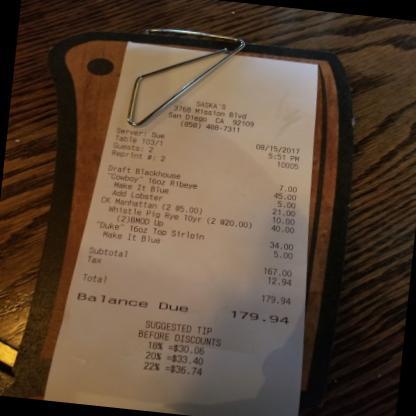 SASKA'S
3768 Mission Blvd
San Diego CA 92109
(858) 488-7311
Server: Sue 08/15/2017
Table 103/1 5:51 PM
Guests: 2 10005
Reprint #: 2
Draft Blackhouse 7.00
"Cowboy" 16oz Ribeye 45.00
Make It Blue 5.00
Add Lobster 21.00
CK Manhattan (2 @5.00) 10.00
Whistle Pig Rye 10yr (2 @20.00) 40.00
(2)BMOD Up
"Duke" 16oz Top Sirloin 34.00
Make It Blue 5.00
Subtotal 167.00
Tax 12.94
Total 179.94
Balance Due 179.94
SUGGESTED TIP
BEFORE DISCOUNTS
18% =$30.06
20% =$33.40
22% =$36.74